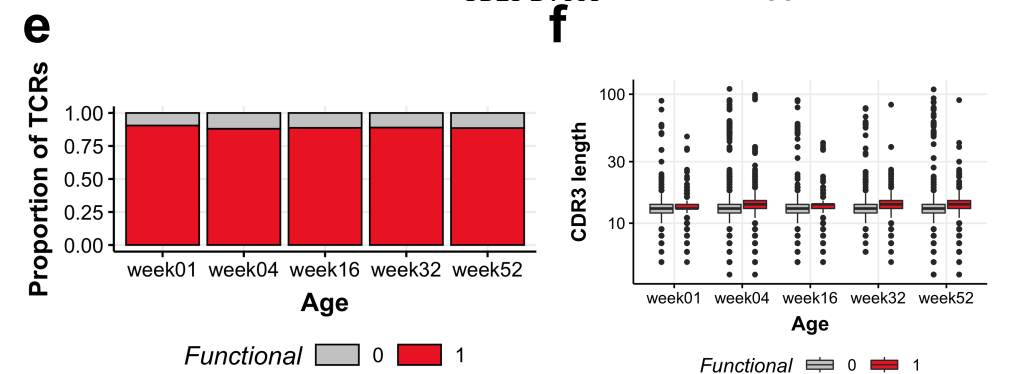 e
Proportion of TCRs
1.00
0.75
0.50
0.25
0.00
week01 week04 week16 week32 week52
Age
Functional 0 1
f
CDR3 length
100
30
10
week01 week04 week16 week32 week52
Age
Functional 0 1